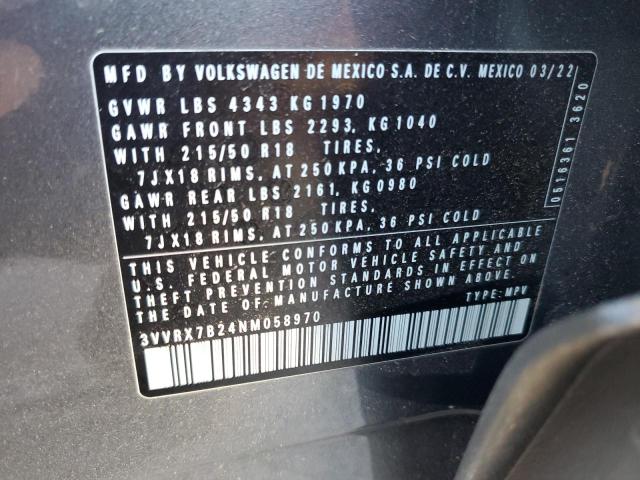 MFD BY VOLKSWAGEN DE MEXICO S.A. DE C.V. MEXICO 03/22
GVWR LBS 4343 KG 1970
GAWR FRONT LBS 2293, KG 1040
WITH 215/50 R18 TIRES,
7JX18 RIMS, AT 250 KPA, 36 PSI COLD
GAWR REAR LBS 2161, KG 0980
WITH 215/50 R18 TIRES,
7JX18 RIMS, AT 250 KPA, 36 PSI COLD
0516361 3620
THIS VEHICLE CONFORMS TO ALL APPLICABLE
U.S. FEDERAL MOTOR VEHICLE SAFETY AND
THEFT PREVENTION STANDARDS IN EFFECT ON
THE DATE OF MANUFACTURE SHOWN ABOVE.
3VVRX7B24NM058970 TYPE: MPV